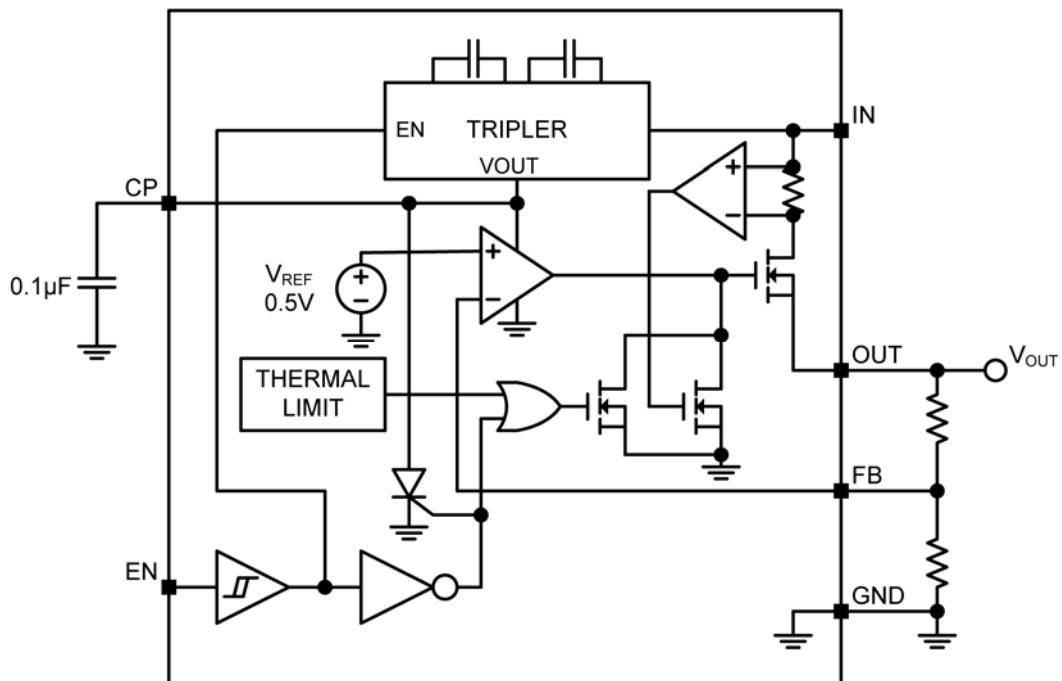 IN
EN
TRIPLER
VOUT
CP
+
−
+
−
0.1µF
VREF
0.5V
+
−
OUT
VOUT
THERMAL
LIMIT
FB
EN
GND